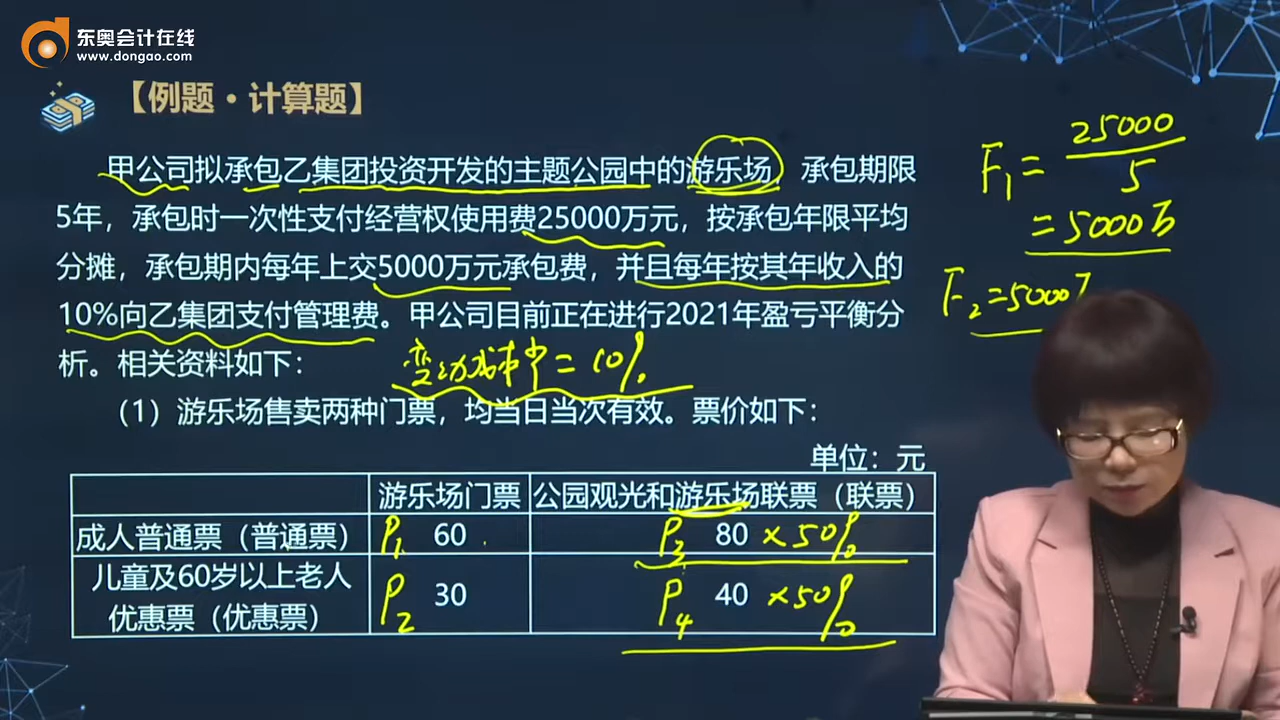 东奥会计在线
www.dongao.com
【例题·计算题】
甲公司拟承包乙集团投资开发的主题公园中的游乐场，承包期限
5年，承包时一次性支付经营权使用费25000万元，按承包年限平均
分摊，承包期内每年上交5000万元承包费，并且每年按其年收入的
10%向乙集团支付管理费。甲公司目前正在进行2021年盈亏平衡分
析。相关资料如下：
变动成本率=10%
（1）游乐场售卖两种门票，均当日当次有效。票价如下：
单位：元
游乐场门票 公园观光和游乐场联票（联票）
成人普通票（普通票） P1 60 P3 80 ×50%
儿童及60岁以上老人
优惠票（优惠票） P2 30 P4 40 ×50%
F1= 25000
5
=5000万
F2=5000